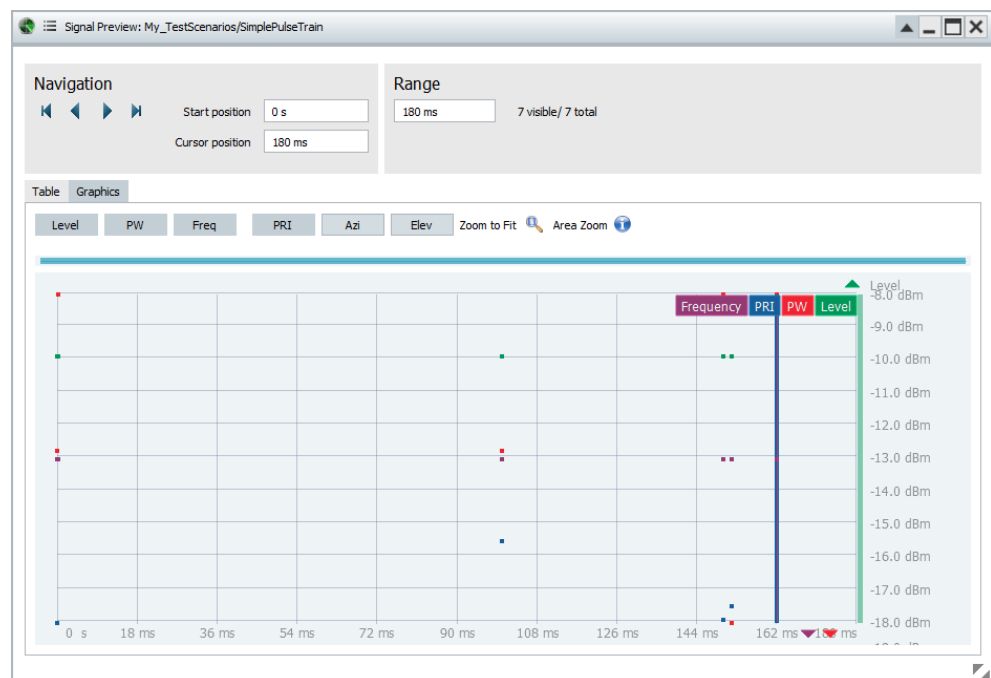 Signal Preview: My_TestScenarios/SimplePulseTrain
Navigation
Start position 0 s
Cursor position 180 ms
Range
180 ms 7 visible/ 7 total
Table Graphics
Level PW Freq PRI Azi Elev Zoom to Fit Area Zoom
Level
Frequency PRI PW Level
-8.0 dBm
-9.0 dBm
-10.0 dBm
-11.0 dBm
-12.0 dBm
-13.0 dBm
-14.0 dBm
-15.0 dBm
-16.0 dBm
-17.0 dBm
-18.0 dBm
0 s 18 ms 36 ms 54 ms 72 ms 90 ms 108 ms 126 ms 144 ms 162 ms ms